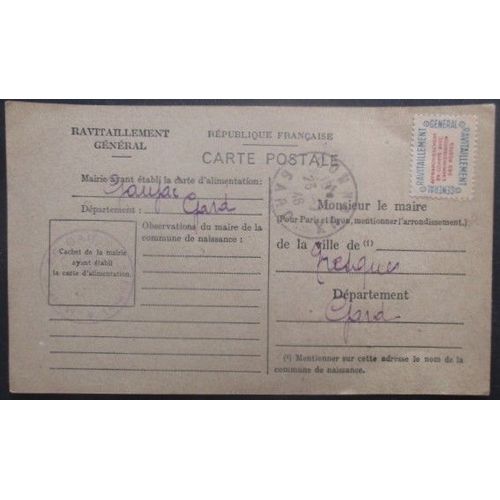 RAVITAILLEMENT
GÉNÉRAL
RÉPUBLIQUE FRANÇAISE
CARTE POSTALE
Mairie ayant établi la carte d'alimentation:
Département : Gard
Cachet de la mairie
ayant établi
la carte d'alimentation.
Observations du maire de la
commune de naissance :
GARD
RAVITAILLEMENT
GÉNÉRAL
RAVITAILLEMENT
GÉNÉRAL
Monsieur le maire
(Pour Paris et Lyon, mentionner l'arrondissement.)
de la ville de (1)
Département
Gard
(1) Mentionner sur cette adresse le nom de la
commune de naissance.